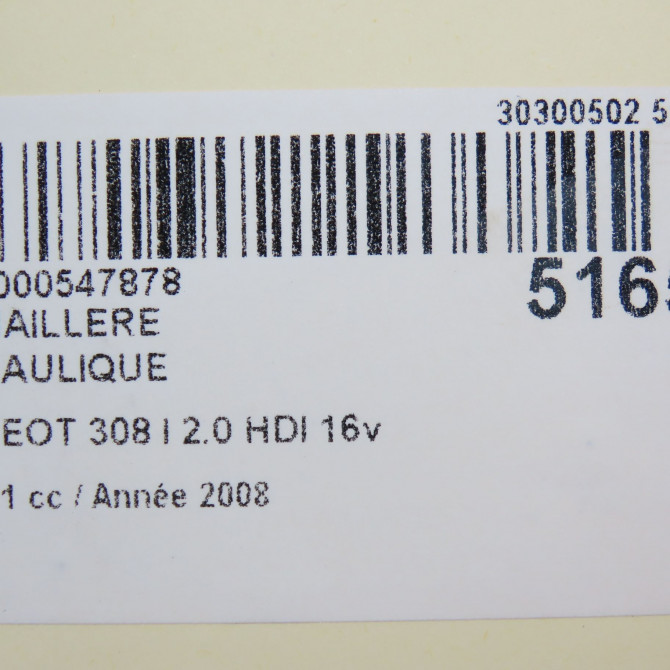 30300502 5
000547878
516
AILLERE
AULIQUE
EOT 308 I 2.0 HDI 16v
1 cc / Année 2008